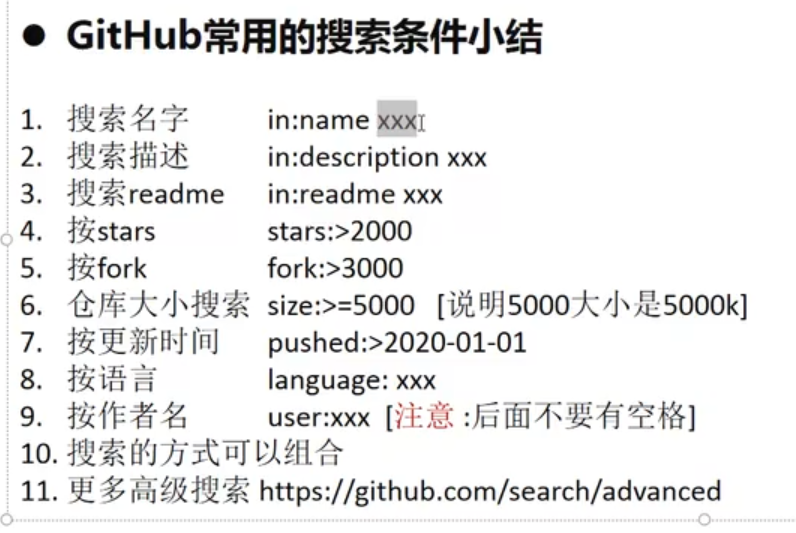 ● GitHub常用的搜索条件小结
1. 搜索名字 in:name xxx
2. 搜索描述 in:description xxx
3. 搜索readme in:readme xxx
4. 按stars stars:>2000
5. 按fork fork:>3000
6. 仓库大小搜索 size:>=5000 [说明5000大小是5000k]
7. 按更新时间 pushed:>2020-01-01
8. 按语言 language: xxx
9. 按作者名 user:xxx [注意 :后面不要有空格]
10. 搜索的方式可以组合
11. 更多高级搜索 https://github.com/search/advanced